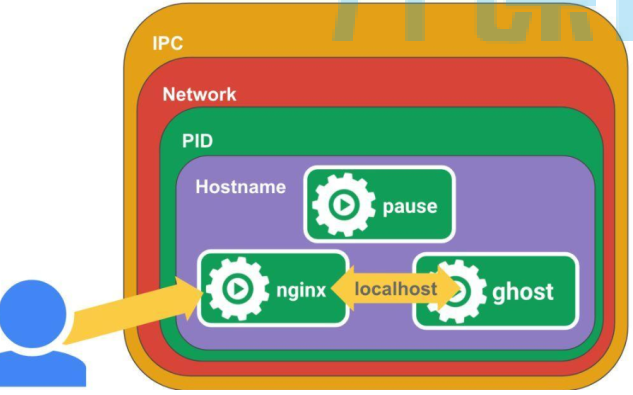 IPC
Network
PID
Hostname
pause
nginx
localhost
ghost